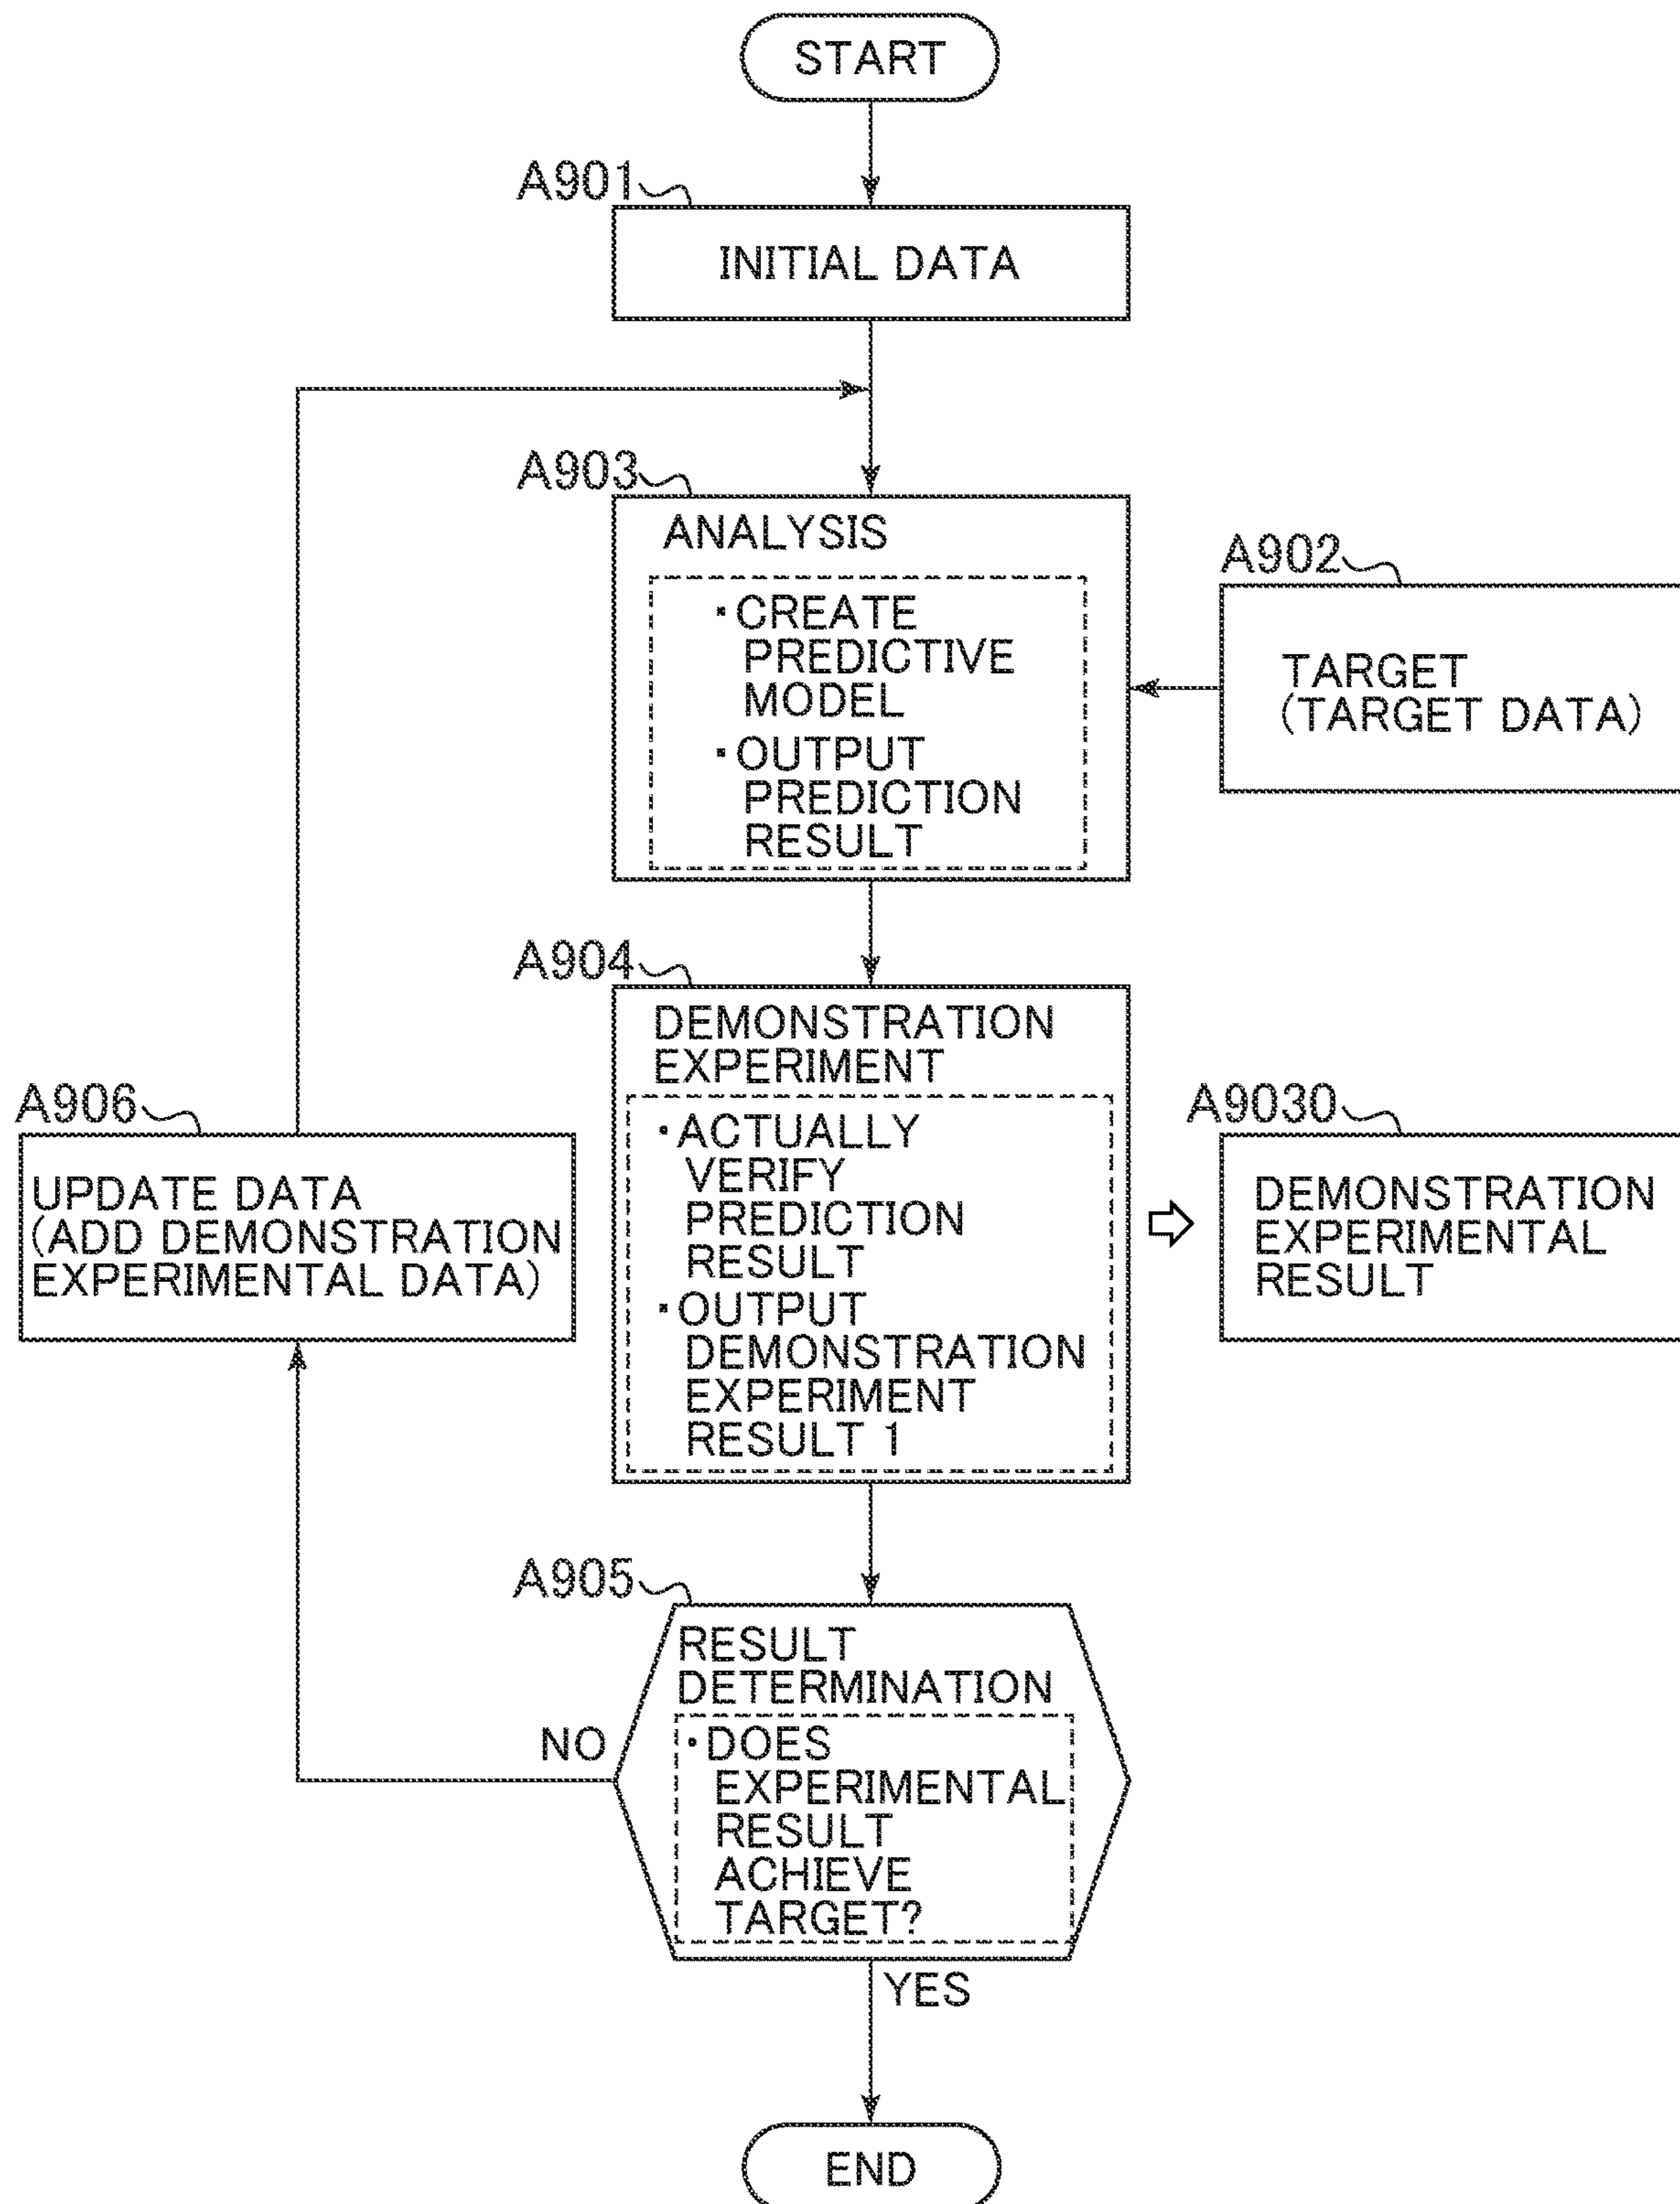 START
A901
INITIAL DATA
A903
ANALYSIS
・CREATE
PREDICTIVE
MODEL
・OUTPUT
PREDICTION
RESULT
A902
TARGET
(TARGET DATA)
A904
DEMONSTRATION
EXPERIMENT
・ACTUALLY
VERIFY
PREDICTION
RESULT
・OUTPUT
DEMONSTRATION
EXPERIMENT
RESULT 1
A9030
DEMONSTRATION
EXPERIMENTAL
RESULT
A906
UPDATE DATA
(ADD DEMONSTRATION
EXPERIMENTAL DATA)
A905
RESULT
DETERMINATION
・DOES
EXPERIMENTAL
RESULT
ACHIEVE
TARGET?
NO
YES
END